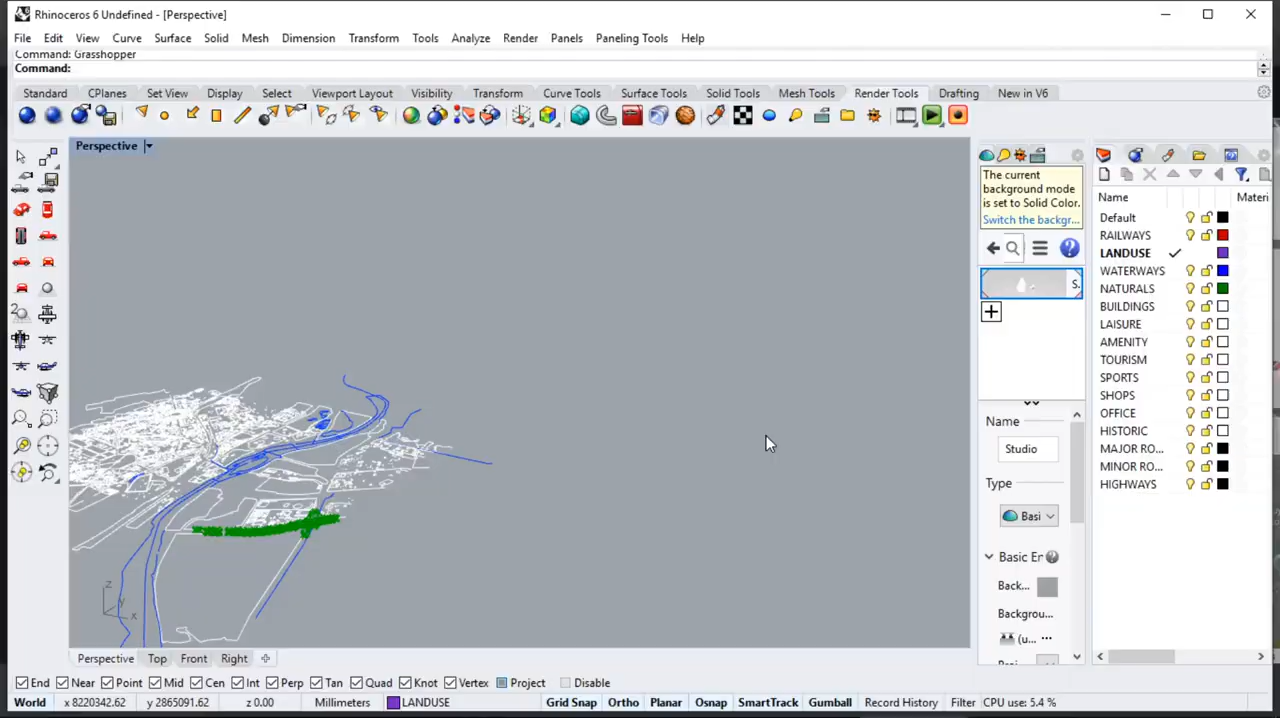 Rhinoceros 6 Undefined - [Perspective]
File Edit View Curve Surface Solid Mesh Dimension Transform Tools Analyze Render Panels Paneling Tools Help
Command: Grasshopper
Command:
Standard CPlanes Set View Display Select Viewport Layout Visibility Transform Curve Tools Surface Tools Solid Tools Mesh Tools Render Tools Drafting New in V6
Perspective
The current
background mode
is set to Solid Color.
Switch the backgr...
S.
Name
Studio
Type
Basi
Basic En
Back...
Backgrou...
(u... ...
Name Materi
Default
RAILWAYS
LANDUSE
WATERWAYS
NATURALS
BUILDINGS
LAISURE
AMENITY
TOURISM
SPORTS
SHOPS
OFFICE
HISTORIC
MAJOR RO...
MINOR RO...
HIGHWAYS
z
y
x
Perspective Top Front Right
End Near Point Mid Cen Int Perp Tan Quad Knot Vertex Project Disable
World x 8220342.62 y 2865091.62 z 0.00 Millimeters LANDUSE Grid Snap Ortho Planar Osnap SmartTrack Gumball Record History Filter CPU use: 5.4 %